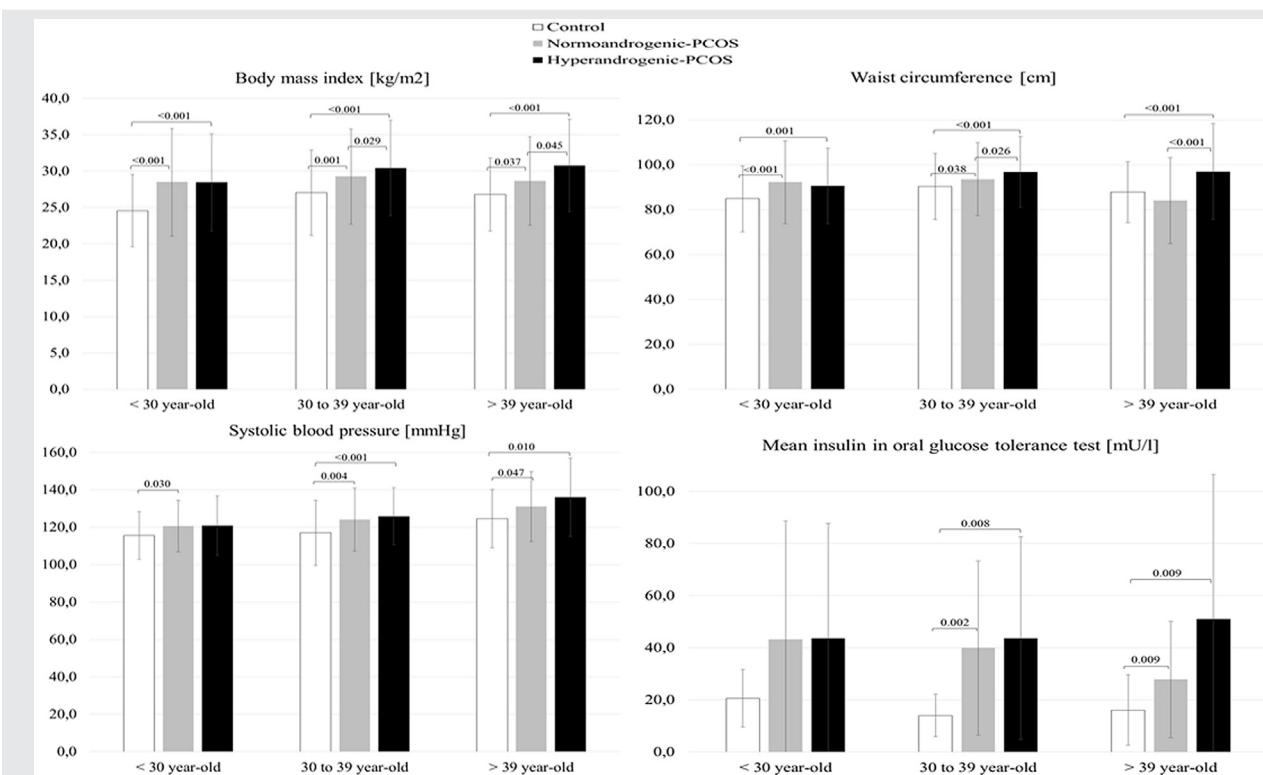 Control
Normoandrogenic-PCOS
Hyperandrogenic-PCOS
Body mass index [kg/m2]
40,0
35,0
30,0
25,0
20,0
15,0
10,0
5,0
0,0
<0.001
<0.001
<0.001
0.001
0.029
<0.001
0.037
0.045
< 30 year-old
30 to 39 year-old
> 39 year-old
Waist circumference [cm]
120,0
100,0
80,0
60,0
40,0
20,0
0,0
0.001
<0.001
<0.001
0.038
0.026
<0.001
<0.001
< 30 year-old
30 to 39 year-old
> 39 year-old
Systolic blood pressure [mmHg]
160,0
140,0
120,0
100,0
80,0
60,0
40,0
20,0
0,0
0.030
<0.001
0.004
0.010
0.047
< 30 year-old
30 to 39 year-old
> 39 year-old
Mean insulin in oral glucose tolerance test [mU/l]
100,0
80,0
60,0
40,0
20,0
0,0
0.008
0.002
0.009
0.009
< 30 year-old
30 to 39 year-old
> 39 year-old